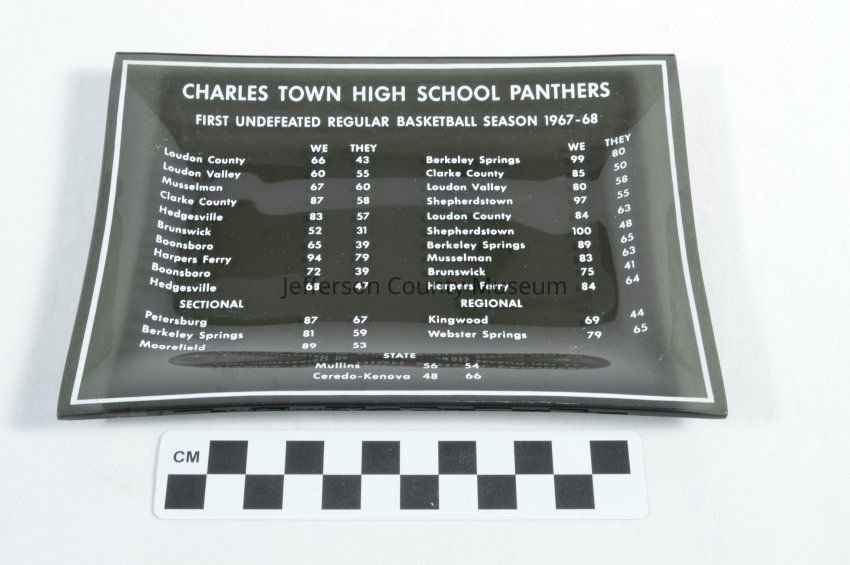 CHARLES TOWN HIGH SCHOOL PANTHERS
FIRST UNDEFEATED REGULAR BASKETBALL SEASON 1967-68
WE THEY WE THEY
Loudon County 66 43 Berkeley Springs 99 80
Loudon Valley 60 55 Clarke County 85 50
Musselman 67 60 Loudon Valley 80 58
Clarke County 87 58 Shepherdstown 97 55
Hedgesville 83 57 Loudon County 84 63
Brunswick 52 31 Shepherdstown 100 48
Boonsboro 65 39 Berkeley Springs 89 65
Harpers Ferry 94 79 Musselman 83 63
Boonsboro 72 39 Brunswick 75 41
Hedgesville 68 47 Harpers Ferry 84 64
Jefferson County Museum
SECTIONAL REGIONAL
Petersburg 87 67 Kingwood 69 44
Berkeley Springs 81 59 Webster Springs 79 65
Moorefield 89 53
STATE
Mullins 56 54
Ceredo-Kenova 48 66
CM